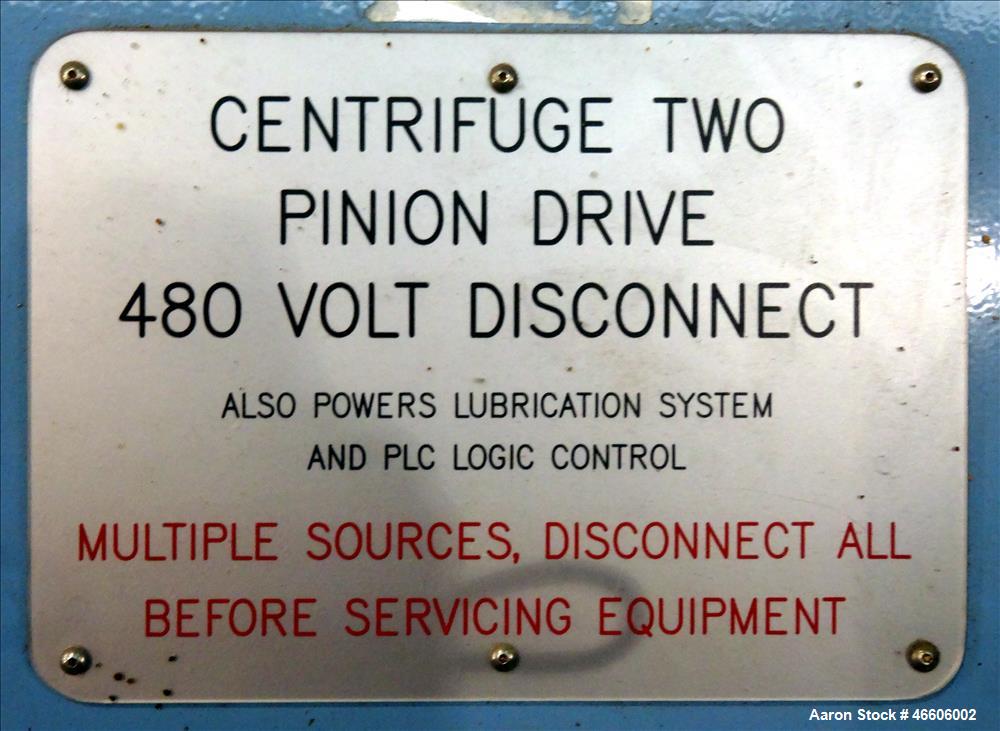 CENTRIFUGE TWO
PINION DRIVE
480 VOLT DISCONNECT
ALSO POWERS LUBRICATION SYSTEM
AND PLC LOGIC CONTROL
MULTIPLE SOURCES, DISCONNECT ALL
BEFORE SERVICING EQUIPMENT
Aaron Stock # 46606002